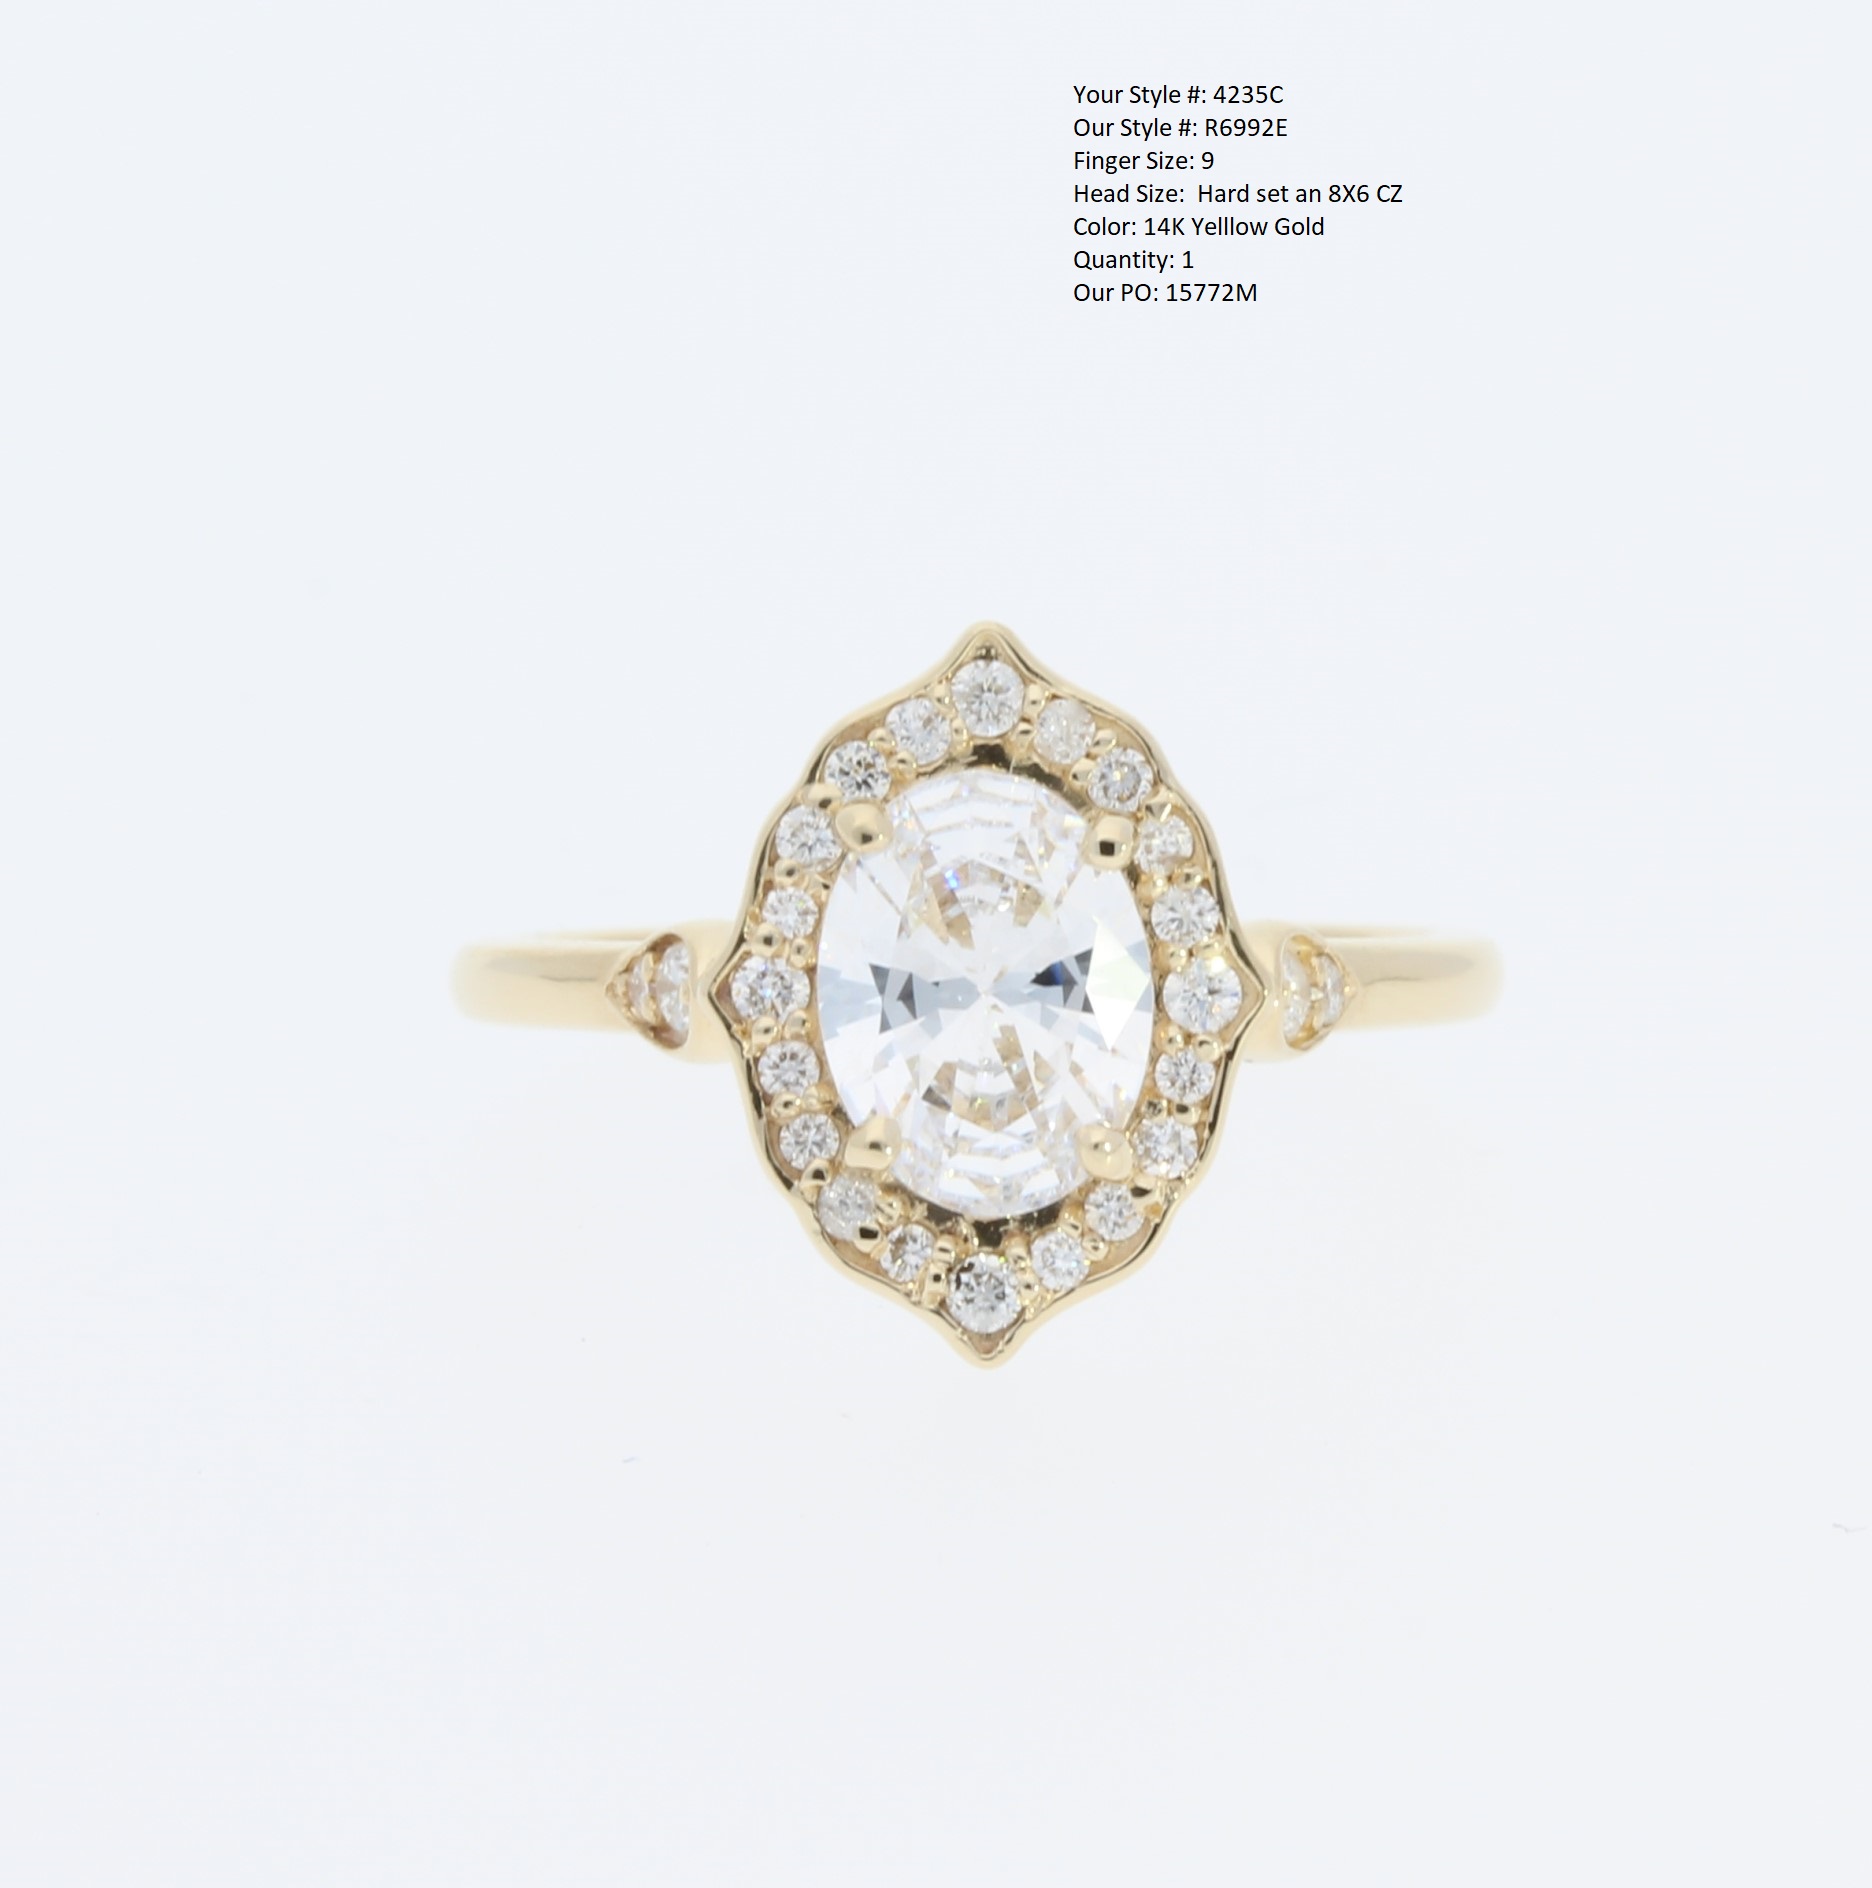 Your Style #: 4235C
Our Style #: R6992E
Finger Size: 9
Head Size:  Hard set an 8X6 CZ
Color: 14K Yelllow Gold
Quantity: 1
Our PO: 15772M